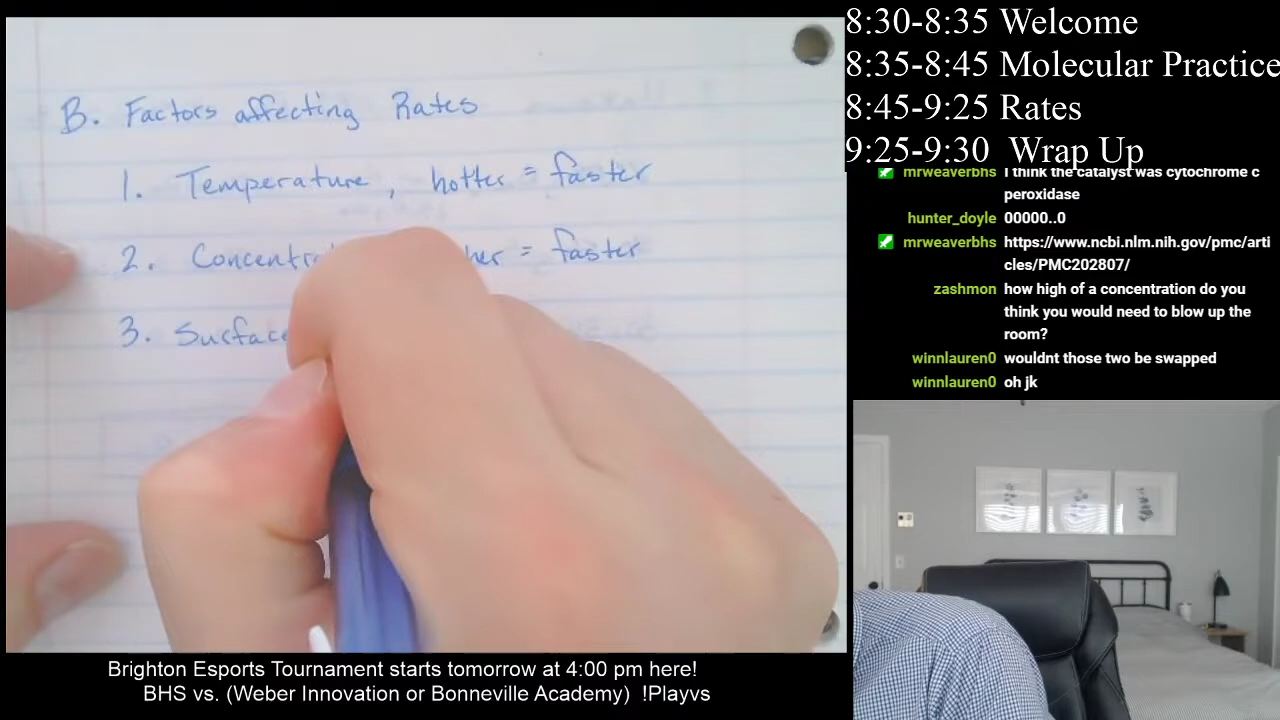 B. Factors affecting Rates
1. Temperature, hotter = faster
2. Concentra her = faster
3. Surface
8:30-8:35 Welcome
8:35-8:45 Molecular Practice
8:45-9:25 Rates
9:25-9:30 Wrap Up
mrweaverbhs I think the catalyst was cytochrome c
peroxidase
hunter_doyle 00000..0
mrweaverbhs https://www.ncbi.nlm.nih.gov/pmc/arti
cles/PMC202807/
zashmon how high of a concentration do you
think you would need to blow up the
room?
winnlauren0 wouldnt those two be swapped
winnlauren0 oh jk
Brighton Esports Tournament starts tomorrow at 4:00 pm here!
BHS vs. (Weber Innovation or Bonneville Academy) !Playvs